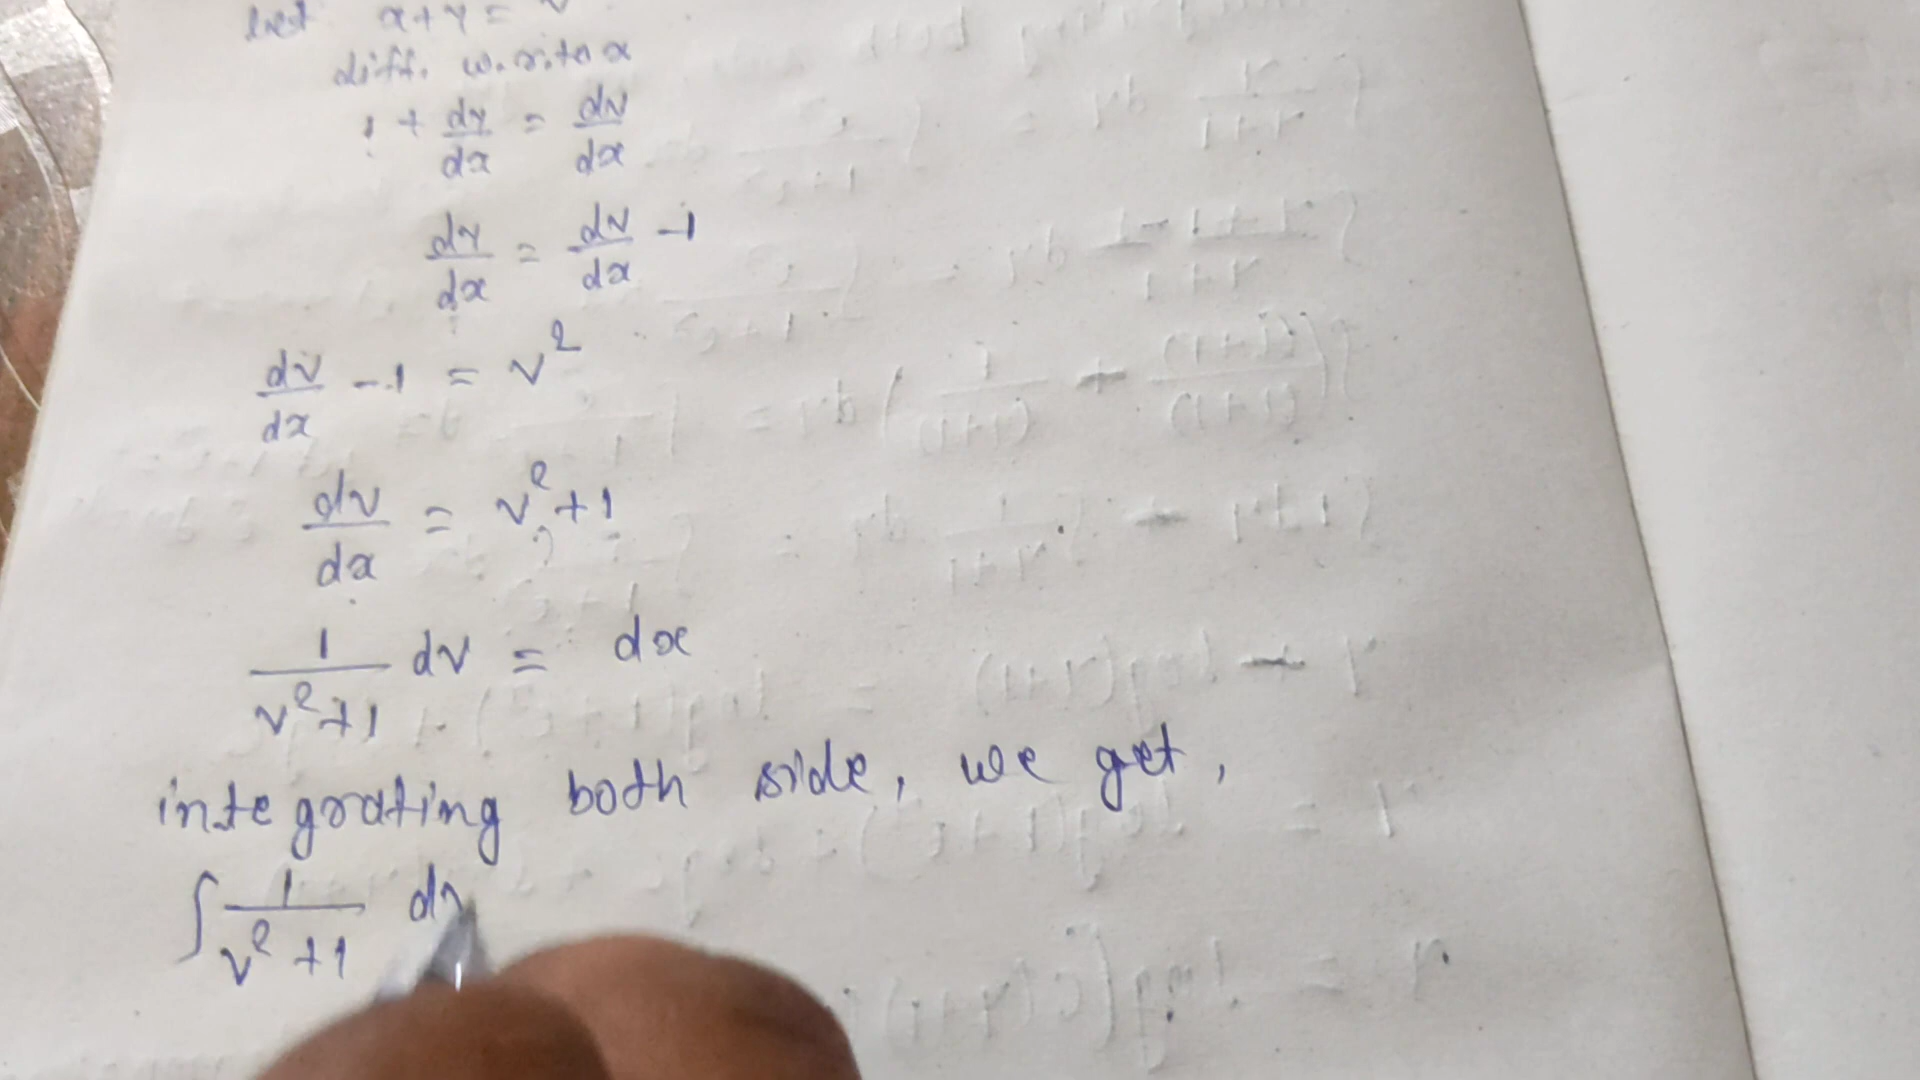 let x+y = v
diff. w.r.to x
1 + dy/dx = dv/dx
dy/dx = dv/dx -1
dv/dx -1 = v²
dv/dx = v²+1
1/(v²+1) dv = dx
integrating both side, we get,
∫ 1/(v²+1) dv